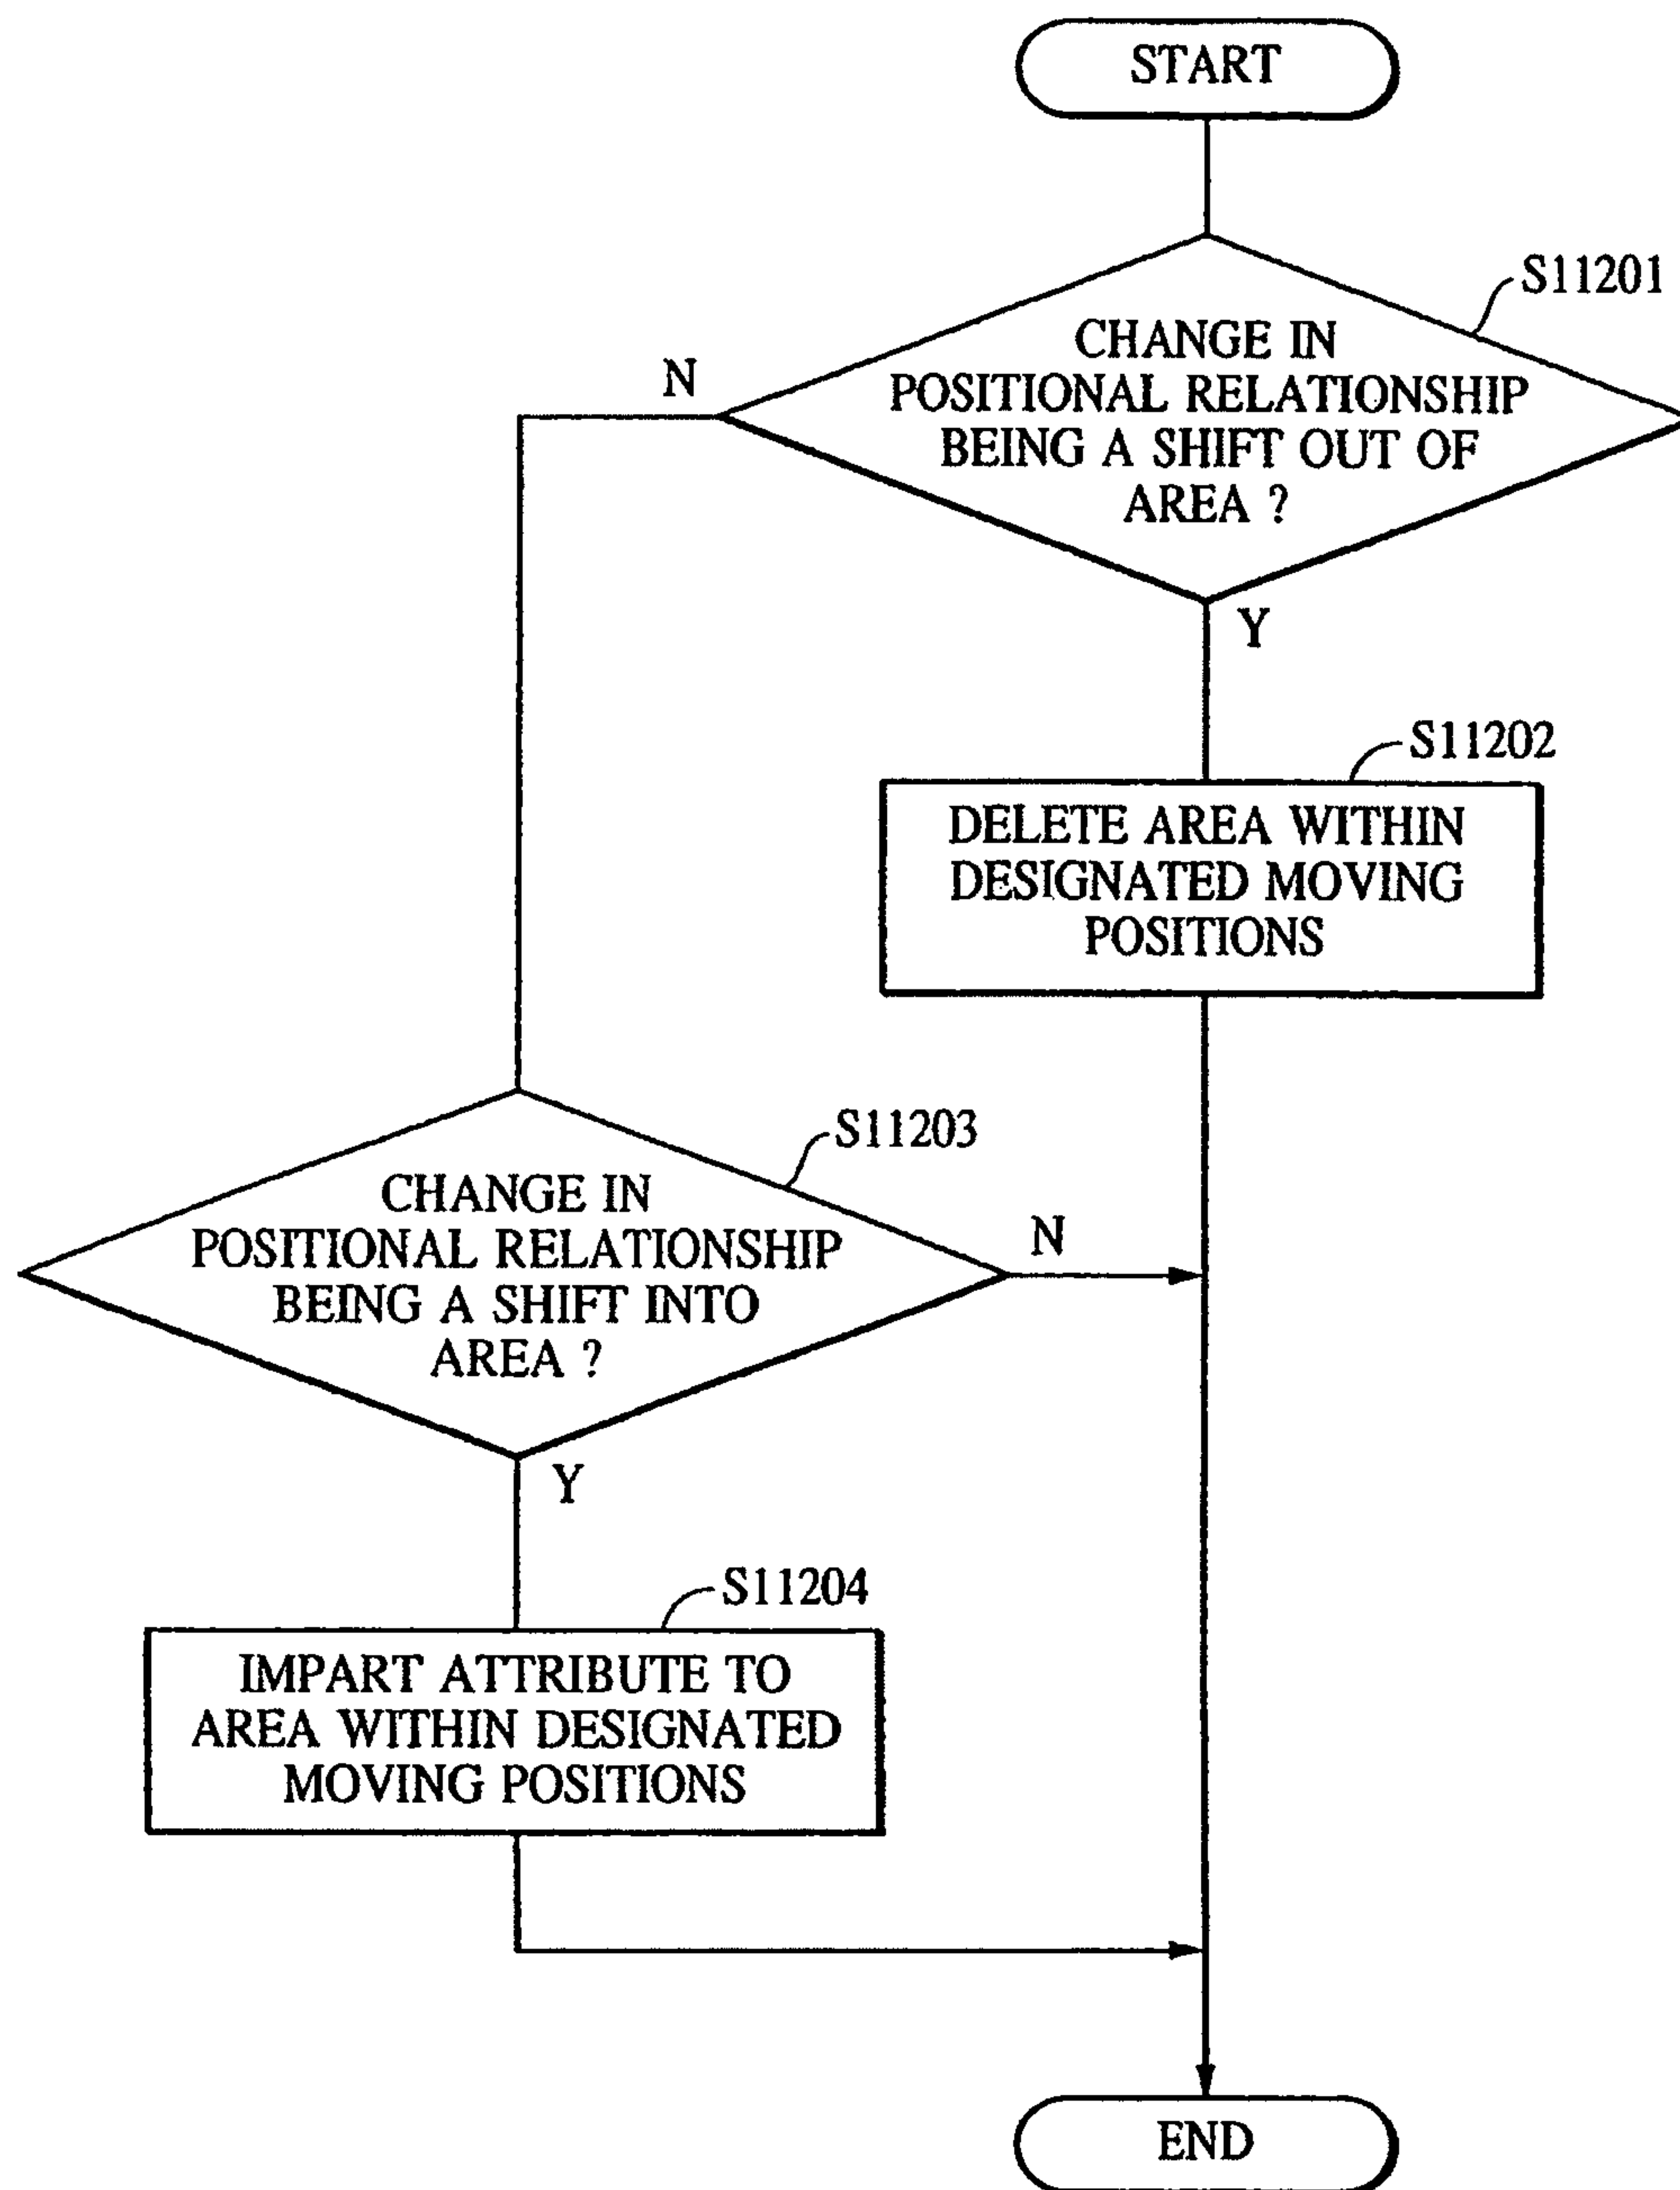 START
S11201
CHANGE IN
POSITIONAL RELATIONSHIP
BEING A SHIFT OUT OF
AREA ?
N
Y
S11202
DELETE AREA WITHIN
DESIGNATED MOVING
POSITIONS
S11203
CHANGE IN
POSITIONAL RELATIONSHIP
BEING A SHIFT INTO
AREA ?
N
Y
S11204
IMPART ATTRIBUTE TO
AREA WITHIN DESIGNATED
MOVING POSITIONS
END